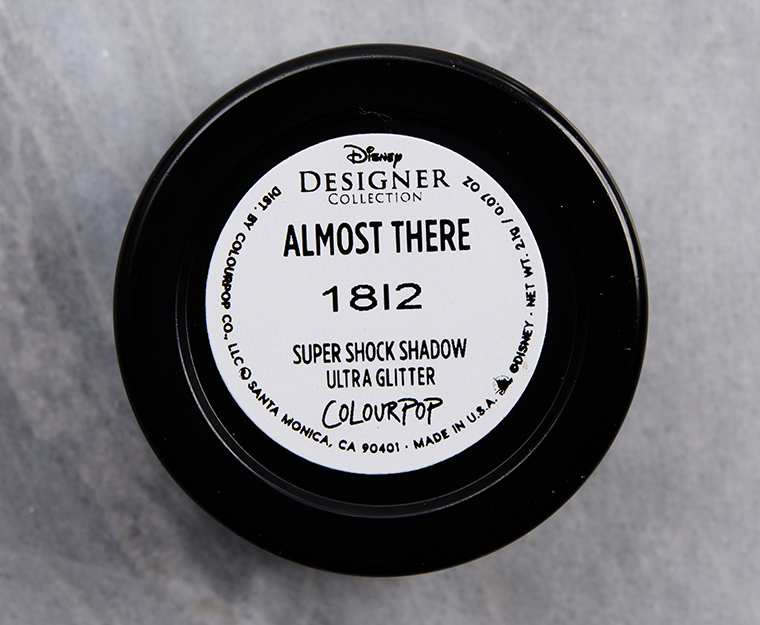 Disney
DESIGNER
COLLECTION
ALMOST THERE
1812
SUPER SHOCK SHADOW
ULTRA GLITTER
COLOURPOP
DIST. BY COLOURPOP CO., LLC SANTA MONICA, CA 90401 · MADE IN U.S.A. ©DISNEY · NET WT. 2.1g / 0.07 OZ